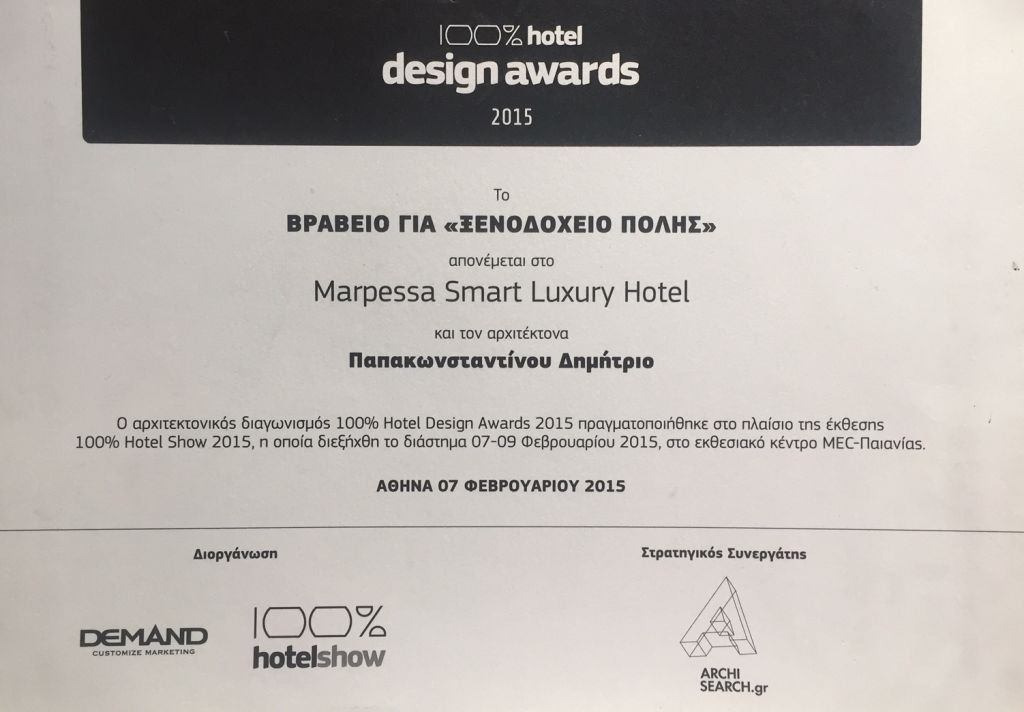 100% hotel
design awards
2015
Το
ΒΡΑΒΕΙΟ ΓΙΑ «ΞΕΝΟΔΟΧΕΙΟ ΠΟΛΗΣ»
απονέμεται στο
Marpessa Smart Luxury Hotel
και τον αρχιτέκτονα
Παπακωνσταντίνου Δημήτριο
Ο αρχιτεκτονικός διαγωνισμός 100% Hotel Design Awards 2015 πραγματοποιήθηκε στο πλαίσιο της έκθεσης
100% Hotel Show 2015, η οποία διεξήχθη το διάστημα 07-09 Φεβρουαρίου 2015, στο εκθεσιακό κέντρο MEC-Παιανίας.
ΑΘΗΝΑ 07 ΦΕΒΡΟΥΑΡΙΟΥ 2015
Διοργάνωση
Στρατηγικός Συνεργάτης
DEMAND
CUSTOMIZE MARKETING
100%
hotelshow
ARCHI
SEARCH.gr